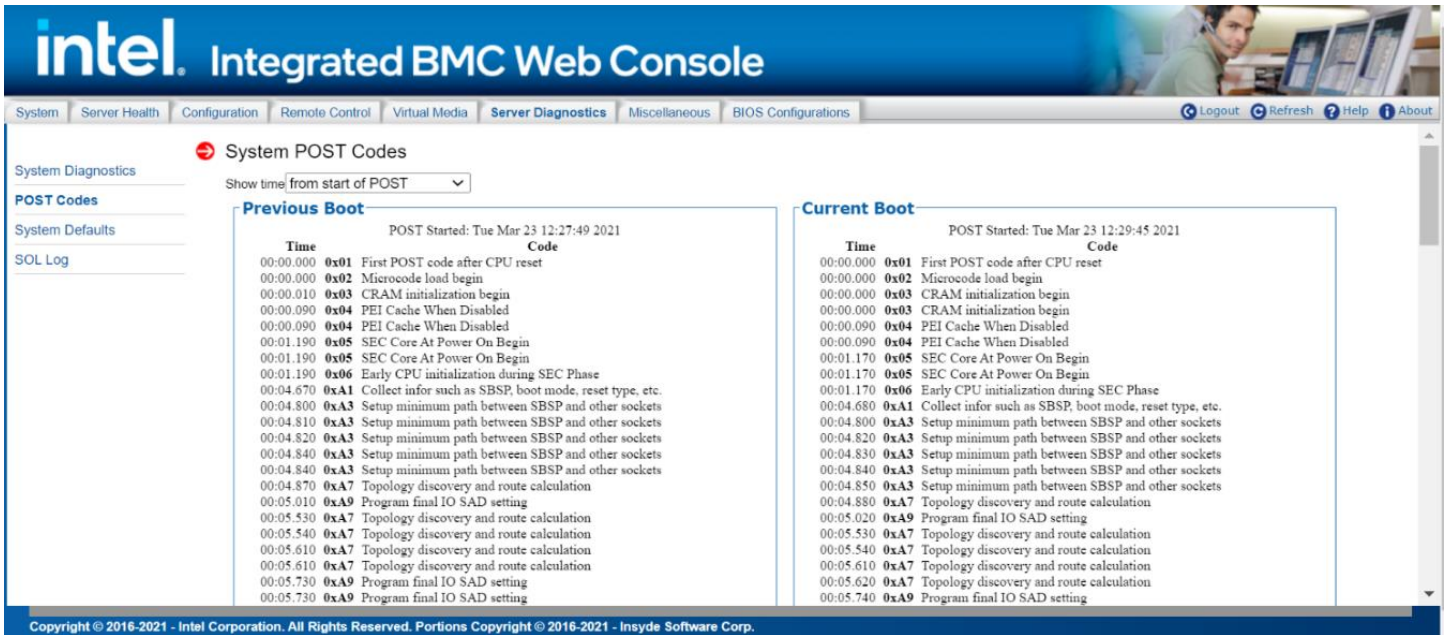 intel. Integrated BMC Web Console
System Server Health Configuration Remote Control Virtual Media Server Diagnostics Miscellaneous BIOS Configurations Logout Refresh Help About
System Diagnostics
POST Codes
System Defaults
SOL Log
System POST Codes
Show time from start of POST
Previous Boot
POST Started: Tue Mar 23 12:27:49 2021
Time Code
00:00.000 0x01 First POST code after CPU reset
00:00.000 0x02 Microcode load begin
00:00.010 0x03 CRAM initialization begin
00:00.090 0x04 PEI Cache When Disabled
00:00.090 0x04 PEI Cache When Disabled
00:01.190 0x05 SEC Core At Power On Begin
00:01.190 0x05 SEC Core At Power On Begin
00:01.190 0x06 Early CPU initialization during SEC Phase
00:04.670 0xA1 Collect infor such as SBSP, boot mode, reset type, etc.
00:04.800 0xA3 Setup minimum path between SBSP and other sockets
00:04.810 0xA3 Setup minimum path between SBSP and other sockets
00:04.820 0xA3 Setup minimum path between SBSP and other sockets
00:04.840 0xA3 Setup minimum path between SBSP and other sockets
00:04.840 0xA3 Setup minimum path between SBSP and other sockets
00:04.870 0xA7 Topology discovery and route calculation
00:05.010 0xA9 Program final IO SAD setting
00:05.530 0xA7 Topology discovery and route calculation
00:05.540 0xA7 Topology discovery and route calculation
00:05.610 0xA7 Topology discovery and route calculation
00:05.610 0xA7 Topology discovery and route calculation
00:05.730 0xA9 Program final IO SAD setting
00:05.730 0xA9 Program final IO SAD setting
Current Boot
POST Started: Tue Mar 23 12:29:45 2021
Time Code
00:00.000 0x01 First POST code after CPU reset
00:00.000 0x02 Microcode load begin
00:00.000 0x03 CRAM initialization begin
00:00.000 0x03 CRAM initialization begin
00:00.090 0x04 PEI Cache When Disabled
00:00.090 0x04 PEI Cache When Disabled
00:01.170 0x05 SEC Core At Power On Begin
00:01.170 0x05 SEC Core At Power On Begin
00:01.170 0x06 Early CPU initialization during SEC Phase
00:04.680 0xA1 Collect infor such as SBSP, boot mode, reset type, etc.
00:04.800 0xA3 Setup minimum path between SBSP and other sockets
00:04.820 0xA3 Setup minimum path between SBSP and other sockets
00:04.830 0xA3 Setup minimum path between SBSP and other sockets
00:04.840 0xA3 Setup minimum path between SBSP and other sockets
00:04.850 0xA3 Setup minimum path between SBSP and other sockets
00:04.880 0xA7 Topology discovery and route calculation
00:05.020 0xA9 Program final IO SAD setting
00:05.530 0xA7 Topology discovery and route calculation
00:05.540 0xA7 Topology discovery and route calculation
00:05.610 0xA7 Topology discovery and route calculation
00:05.620 0xA7 Topology discovery and route calculation
00:05.740 0xA9 Program final IO SAD setting
Copyright © 2016-2021 - Intel Corporation. All Rights Reserved. Portions Copyright © 2016-2021 - Insyde Software Corp.